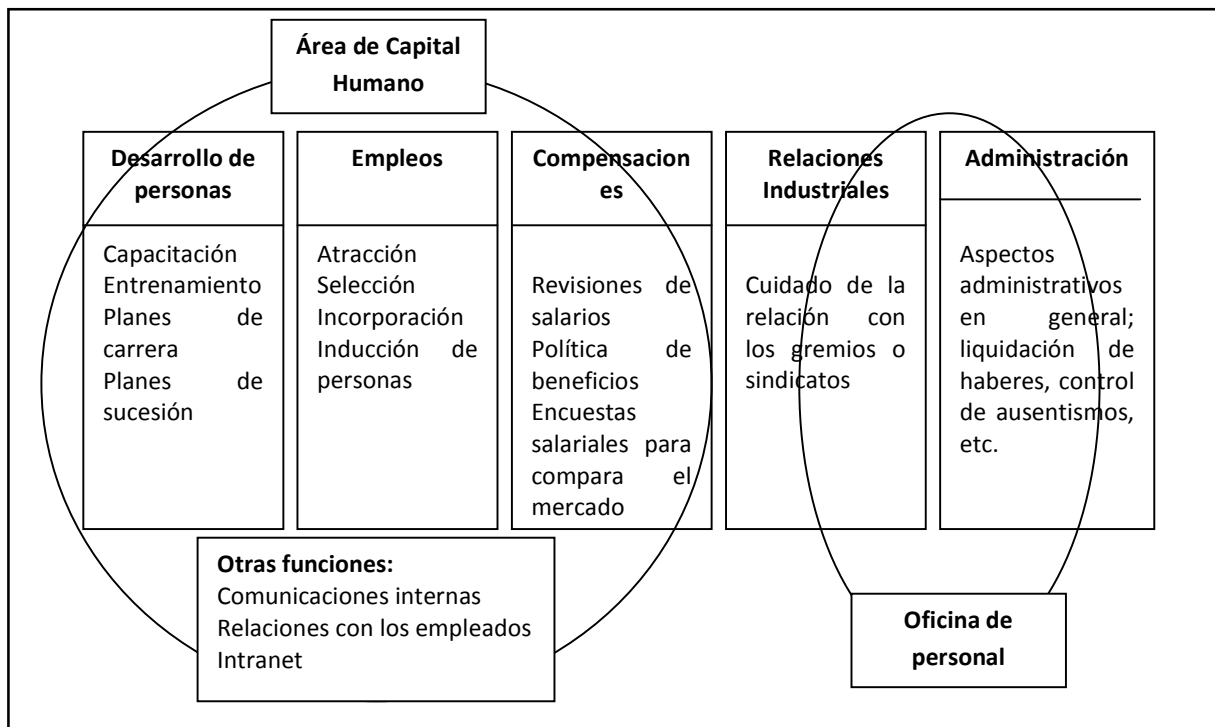 Área de Capital
Humano
Desarrollo de
personas
Capacitación
Entrenamiento
Planes de
carrera
Planes de
sucesión
Empleos
Atracción
Selección
Incorporación
Inducción de
personas
Compensacion
es
Revisiones de
salarios
Política de
beneficios
Encuestas
salariales para
compara el
mercado
Relaciones
Industriales
Cuidado de la
relación con
los gremios o
sindicatos
Administración
Aspectos
administrativos
en general;
liquidación de
haberes, control
de ausentismos,
etc.
Otras funciones:
Comunicaciones internas
Relaciones con los empleados
Intranet
Oficina de
personal